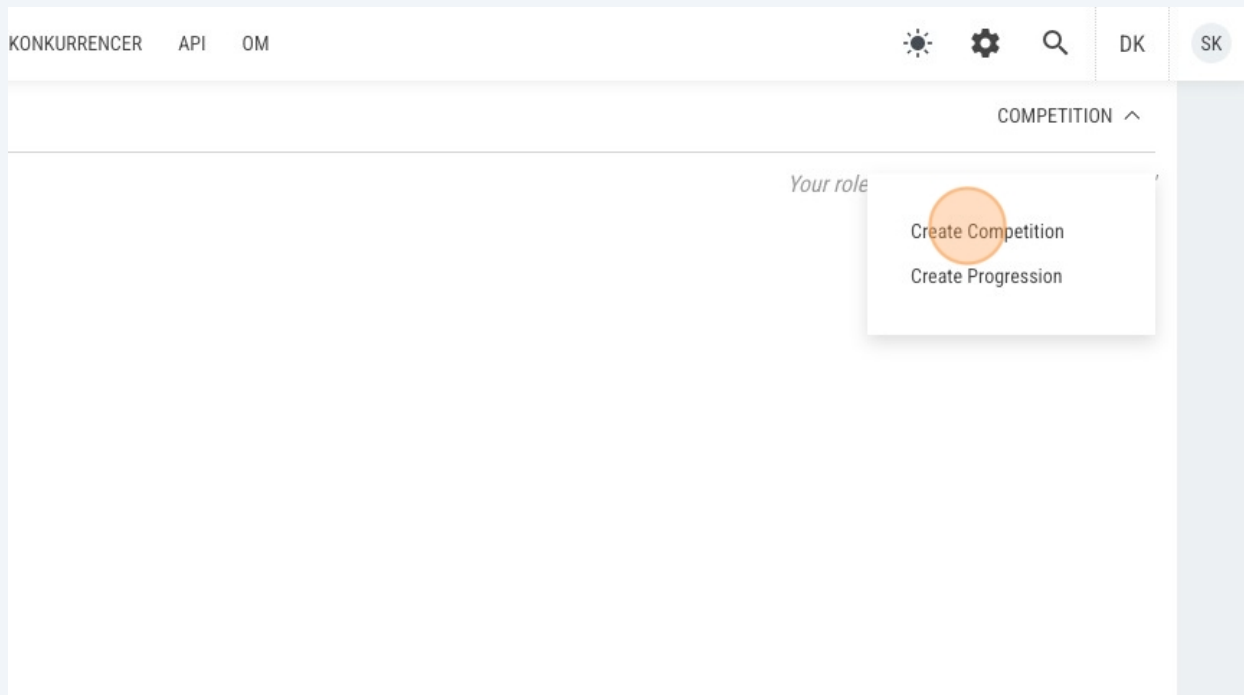 KONKURRENCER API OM DK SK
COMPETITION
Your role
Create Competition
Create Progression